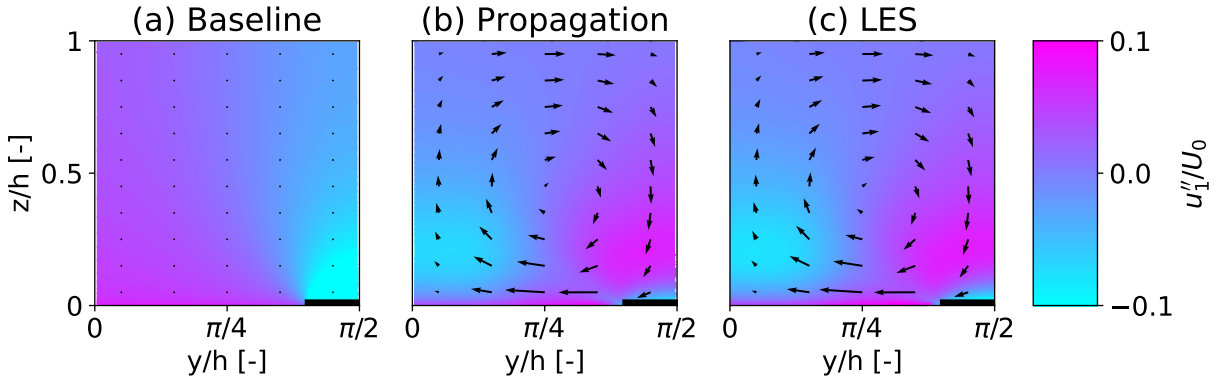 (a) Baseline
(b) Propagation
(c) LES
1
0.5
0
z/h [-]
0
π/4
π/2
y/h [-]
0
π/4
π/2
y/h [-]
0
π/4
π/2
y/h [-]
0.1
0.0
−0.1
u₁′′/U₀